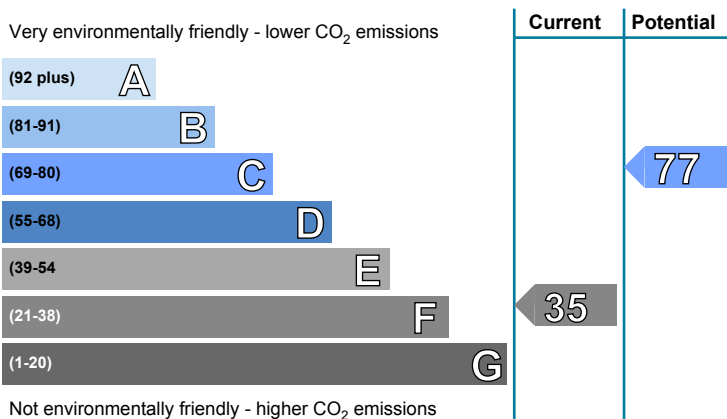 Current Potential
Very environmentally friendly - lower CO2 emissions
(92 plus) A
(81-91) B
(69-80) C 77
(55-68) D
(39-54 E
(21-38) F 35
(1-20) G
Not environmentally friendly - higher CO2 emissions